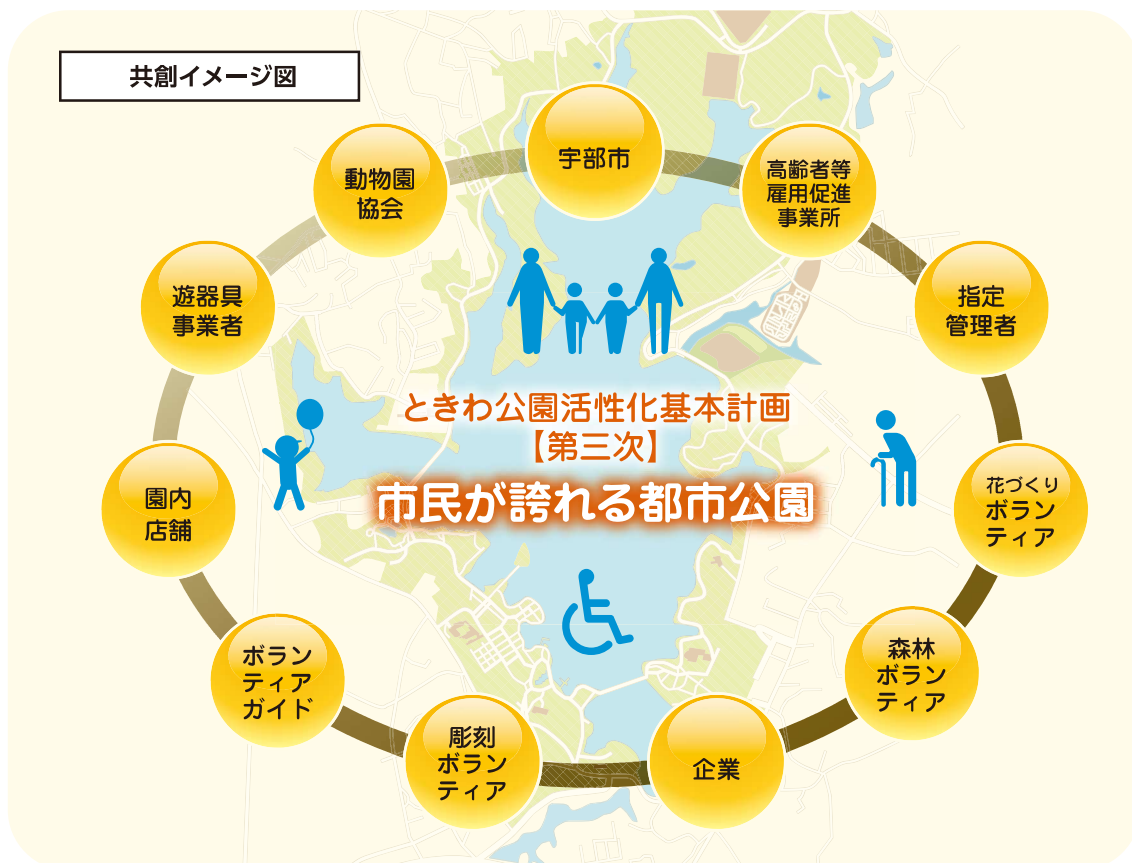 共創イメージ図
宇部市
高齢者等
雇用促進
事業所
指定
管理者
花づくり
ボラン
ティア
森林
ボラン
ティア
企業
彫刻
ボラン
ティア
ボラン
ティア
ガイド
園内
店舗
遊器具
事業者
動物園
協会
ときわ公園活性化基本計画
【第三次】
市民が誇れる都市公園